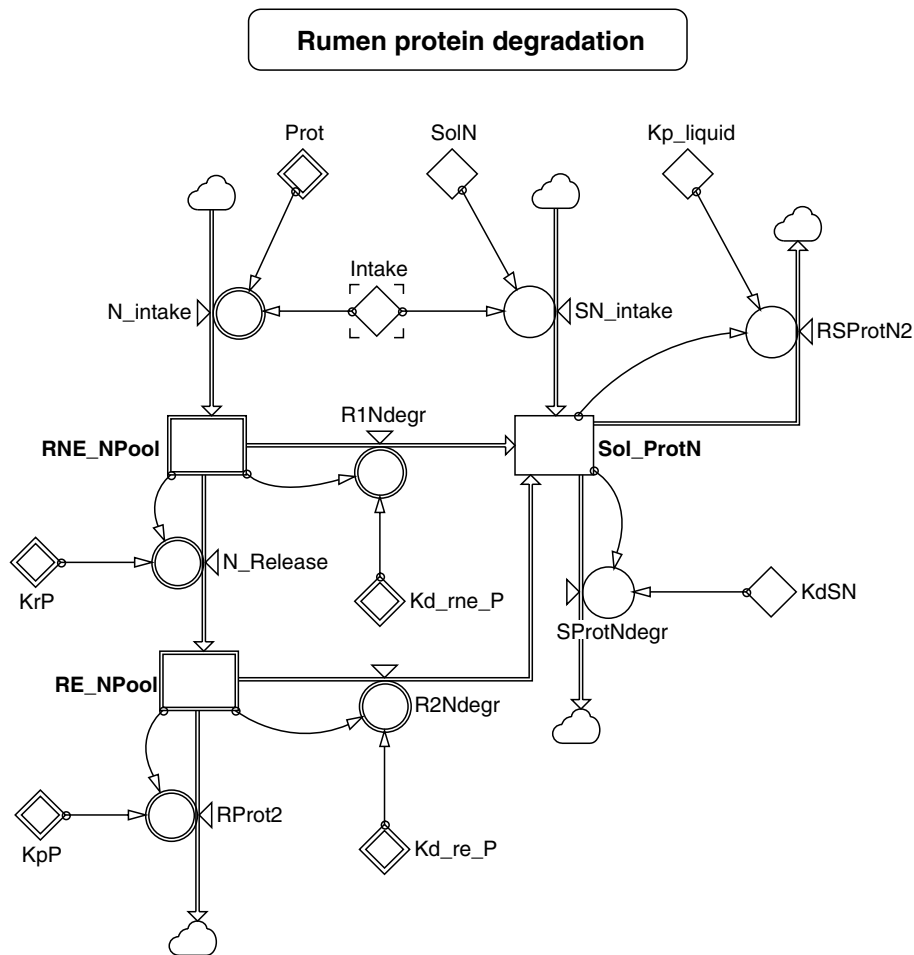 Rumen protein degradation
Prot
SolN
Kp_liquid
Intake
N_intake
SN_intake
RSProtN2
R1Ndegr
RNE_NPool
Sol_ProtN
N_Release
KrP
Kd_rne_P
KdSN
SProtNdegr
RE_NPool
R2Ndegr
RProt2
KpP
Kd_re_P